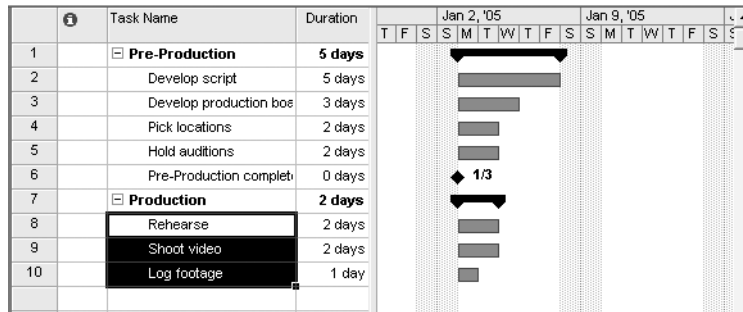 Task Name Duration Jan 2, '05 Jan 9, '05
T F S S M T W T F S S M T W T F S
1 Pre-Production 5 days
2 Develop script 5 days
3 Develop production boa 3 days
4 Pick locations 2 days
5 Hold auditions 2 days
6 Pre-Production complet 0 days 1/3
7 Production 2 days
8 Rehearse 2 days
9 Shoot video 2 days
10 Log footage 1 day